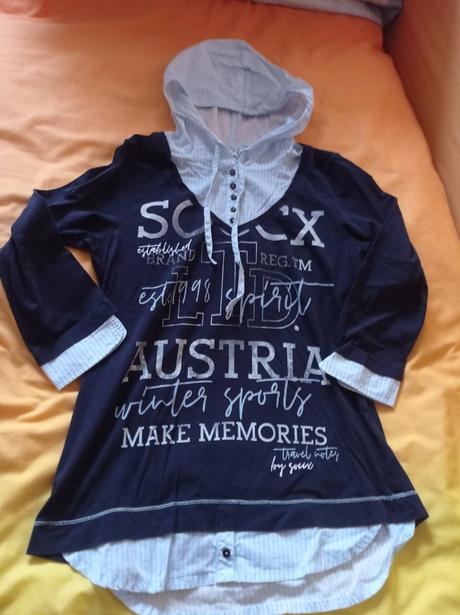 SOCCX
established
BRAND REG.TM
est.1998 spirit
LTD.
AUSTRIA
winter sports
MAKE MEMORIES
travel notes
by soccx